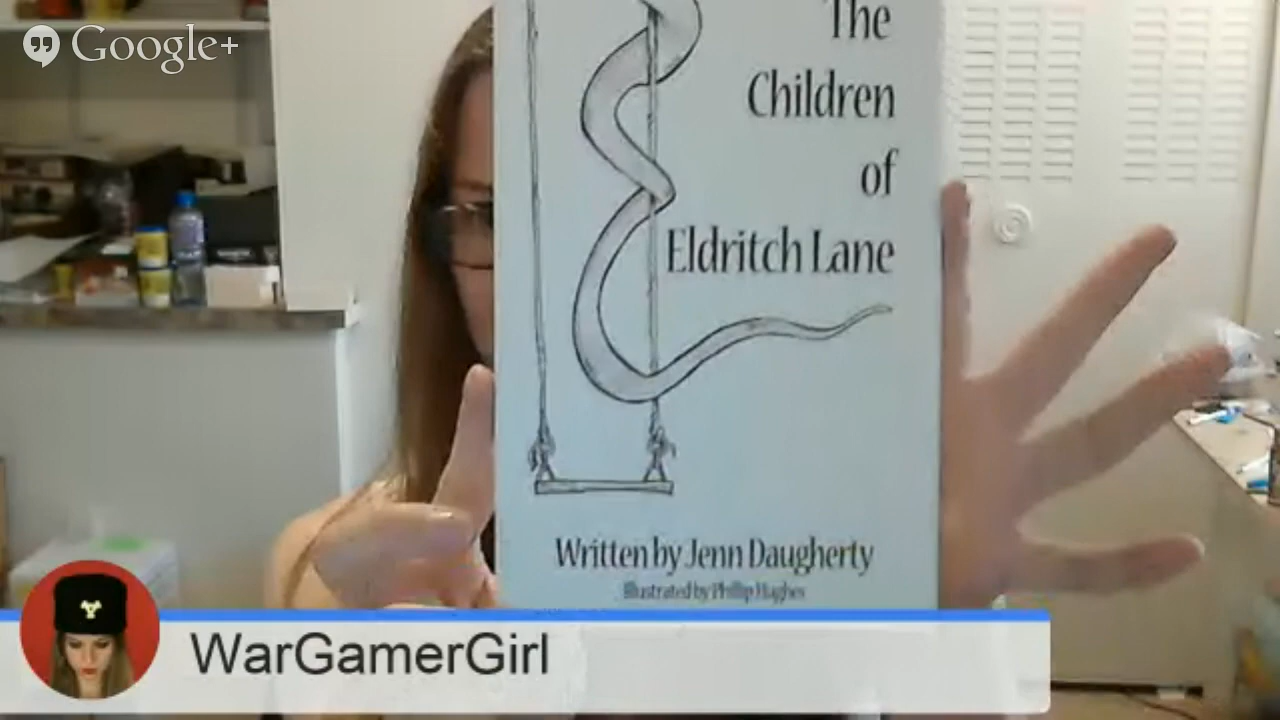 Google+
The
Children
of
Eldritch Lane
Written by Jenn Daugherty
Illustrated by Phillip Hughes
WarGamerGirl